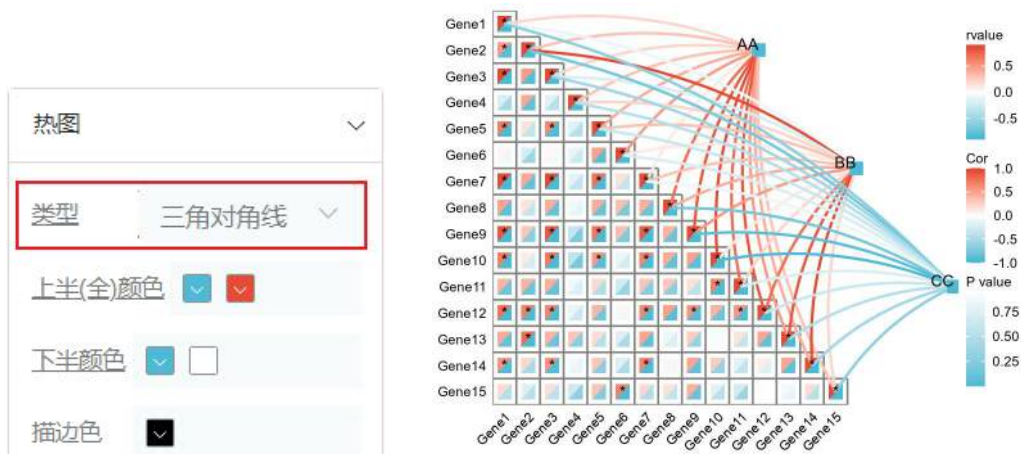 热图
类型
三角对角线
上半(全)颜色
下半颜色
描边色
Gene1
Gene2
Gene3
Gene4
Gene5
Gene6
Gene7
Gene8
Gene9
Gene10
Gene11
Gene12
Gene13
Gene14
Gene15
Gene1
Gene2
Gene3
Gene4
Gene5
Gene6
Gene7
Gene8
Gene9
Gene10
Gene11
Gene12
Gene13
Gene14
Gene15
AA
BB
CC
rvalue
0.5
0.0
-0.5
Cor
1.0
0.5
0.0
-0.5
-1.0
P value
0.75
0.50
0.25